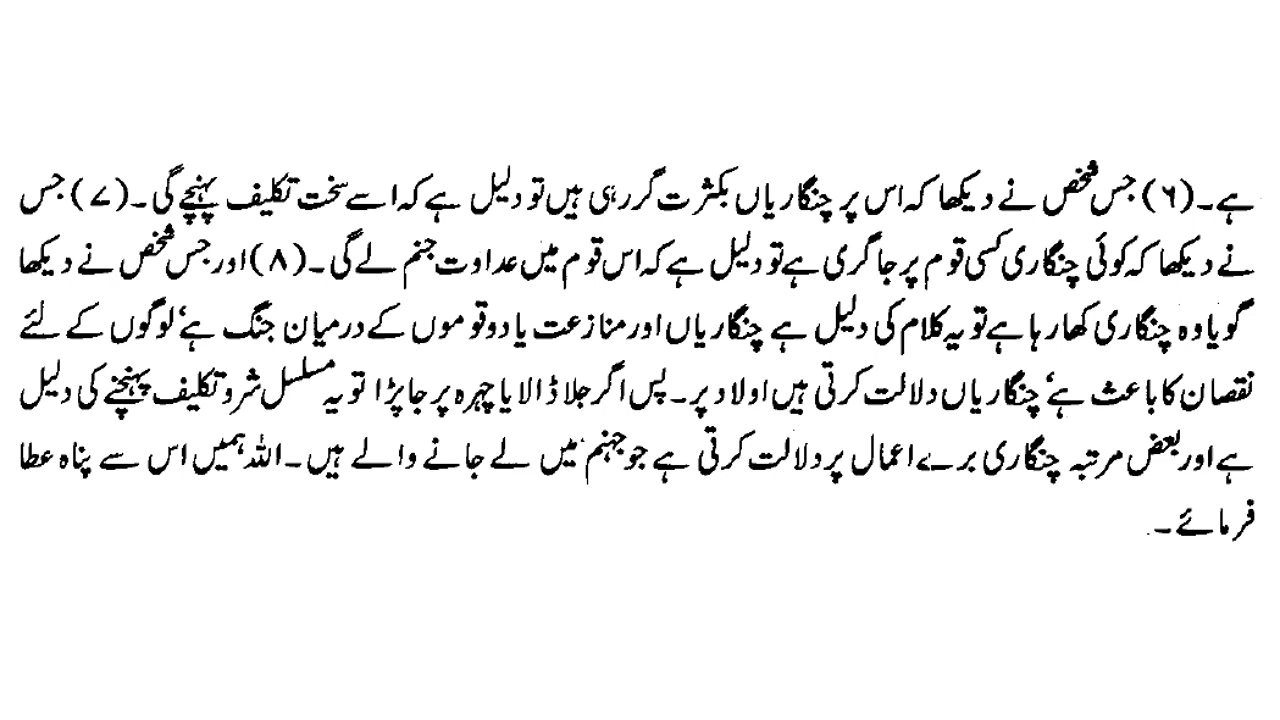 ہے۔(۶) جس شخص نے دیکھا کہ اس پر چنگاریاں بکثرت گر رہی ہیں تو دلیل ہے کہ اسے سخت تکلیف پہنچے گی۔(۷) جس
نے دیکھا کہ کوئی چنگاری کسی قوم پر جا گری ہے تو دلیل ہے کہ اس قوم میں عداوت جنم لے گی۔(۸) اور جس شخص نے دیکھا
گویا وہ چنگاری کھا رہا ہے تو یہ کلام کی دلیل ہے چنگاریاں اور منازعت یا دو قوموں کے درمیان جنگ ہے‘ لوگوں کے لئے
نقصان کا باعث ہے‘ چنگاریاں دلالت کرتی ہیں اولاد پر۔ پس اگر جلا ڈالا یا چہرہ پر جا پڑا تو یہ مسلسل شر و تکلیف پہنچنے کی دلیل
ہے اور بعض مرتبہ چنگاری برے اعمال پر دلالت کرتی ہے جو جہنم میں لے جانے والے ہیں۔ اللہ ہمیں اس سے پناہ عطا
فرمائے۔